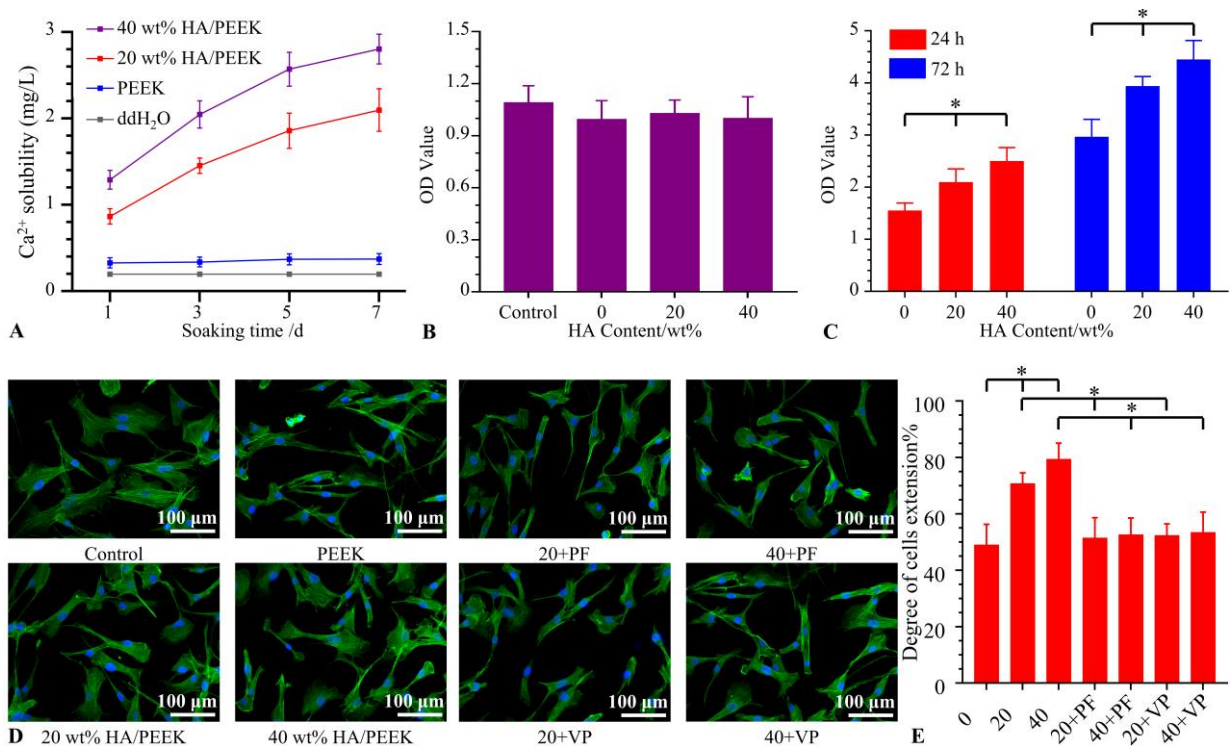 3
2
1
0
Ca²⁺ solubility (mg/L)
40 wt% HA/PEEK
20 wt% HA/PEEK
PEEK
ddH₂O
1 3 5 7
Soaking time /d
A
1.5
1.2
0.9
0.6
0.3
0.0
OD Value
Control 0 20 40
HA Content/wt%
B
5
4
3
2
1
0
OD Value
24 h
72 h
*
*
0 20 40 0 20 40
HA Content/wt%
C
100 μm
Control
100 μm
PEEK
100 μm
20+PF
100 μm
40+PF
100 μm
20 wt% HA/PEEK
100 μm
40 wt% HA/PEEK
100 μm
20+VP
100 μm
40+VP
D
100
80
60
40
20
0
Degree of cells extension%
*
*
*
0 20 40 20+PF 40+PF 20+VP 40+VP
E